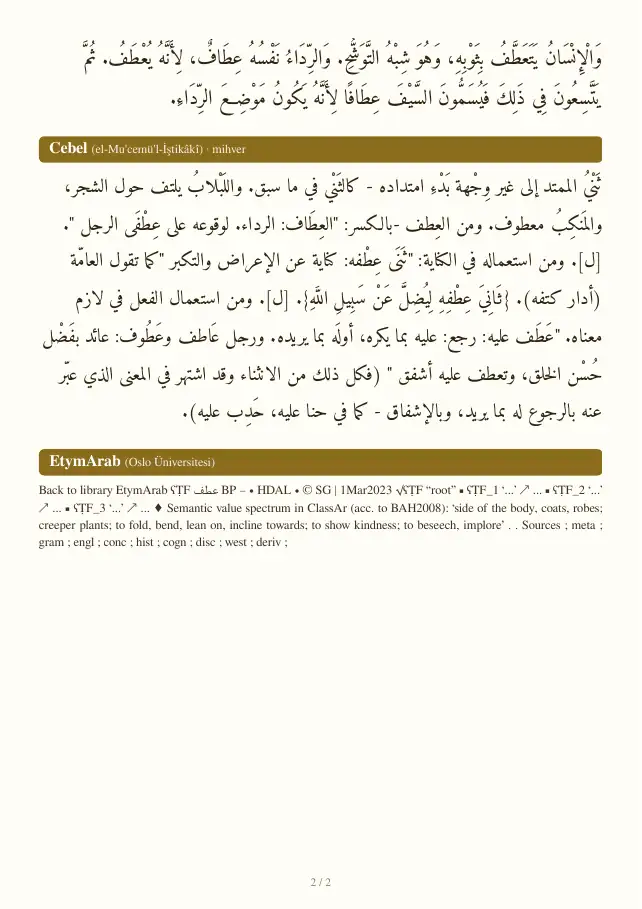 وَالْإِنْسَانُ يَتَعَطَّفُ بِثَوْبِهِ، وَهُوَ شِبْهُ التَّوَشُّحِ. وَالرِّدَاءُ نَفْسُهُ عِطَافٌ، لِأَنَّهُ يُعْطَفُ. ثُمَّ
يَتَّسِعُونَ فِي ذَلِكَ فَيُسَمُّونَ السَّيْفَ عِطَافًا لِأَنَّهُ يَكُونُ مَوْضِعَ الرِّدَاءِ.
Cebel (el-Mu'cemü'l-İştikâkî) · mihver
ثَنْيُ الممتد إلى غير وِجْهة بَدْءِ امتداده - كالثَنْي في ما سبق. واللَبْلابُ يلتف حول الشجر،
والمَنكِبُ معطوف. ومن العِطف -بالكسر: "العِطَاف: الرداء. لوقوعه على عِطْفَى الرجل ".
[ل]. ومن استعماله في الكناية: "ثَنَى عِطْفه: كناية عن الإعراض والتكبر "كما تقول العامّة
(أدار كتفه). {ثَانِيَ عِطْفِهِ لِيُضِلَّ عَنْ سَبِيلِ اللَّهِ}. [ل]. ومن استعمال الفعل في لازم
معناه. "عَطَف عليه: رجع: عليه بما يكره، أولَه بما يريده. ورجل عَاطف وعَطُوف: عائد بفَضْل
حُسْن الخلق، وتعطف عليه أشفق " (فكل ذلك من الانثناء وقد اشتهر في المعنى الذي عبّر
عنه بالرجوع له بما يريد، وبالإشفاق - كما في حنا عليه، حَدِب عليه).
EtymArab (Oslo Üniversitesi)
Back to library EtymArab ʕṬF عطف BP – • HDAL • © SG | 1Mar2023 √ʕṬF “root” ▪ ʕṬF_1 ‘...’ ↗ ... ▪ ʕṬF_2 ‘...’
↗ ... ▪ ʕṬF_3 ‘...’ ↗ ... ♦ Semantic value spectrum in ClassAr (acc. to BAH2008): ‘side of the body, coats, robes;
creeper plants; to fold, bend, lean on, incline towards; to show kindness; to beseech, implore’ . . Sources ; meta ;
gram ; engl ; conc ; hist ; cogn ; disc ; west ; deriv ;
2 / 2